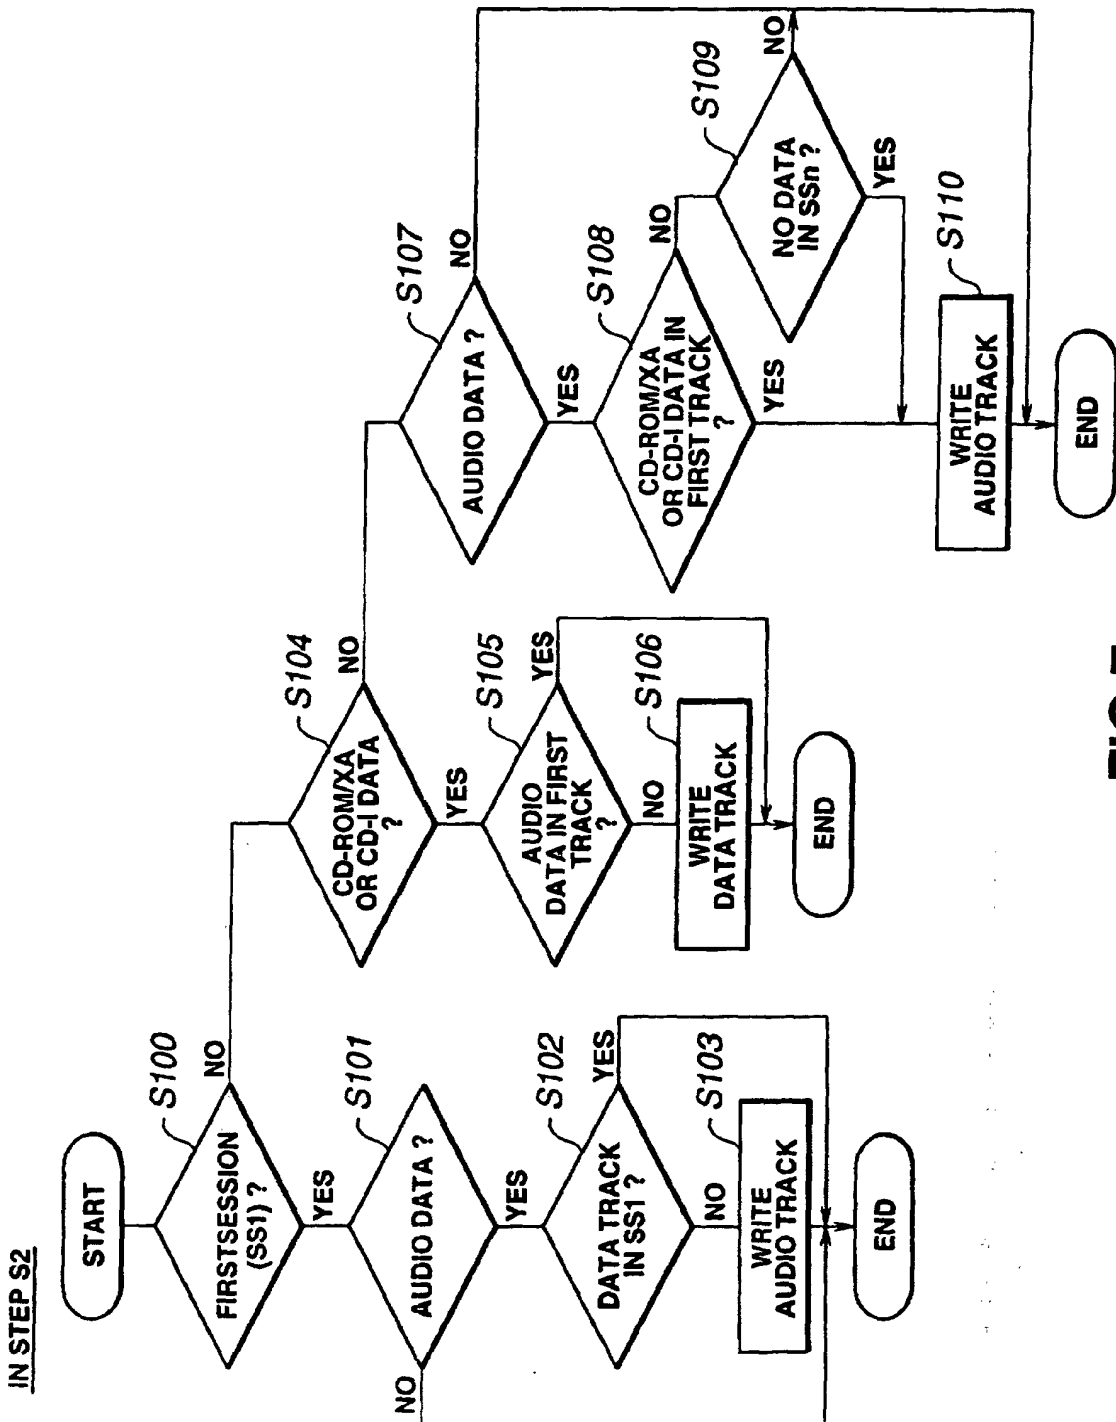 IN STEP S2
START
S100
FIRSTSESSION
(SS1) ?
NO
YES
S101
AUDIO DATA ?
NO
YES
S102
DATA TRACK
IN SS1 ?
YES
NO
S103
WRITE
AUDIO TRACK
END
S104
CD-ROM/XA
OR CD-I DATA
?
NO
YES
S105
AUDIO
DATA IN FIRST
TRACK
?
YES
NO
S106
WRITE
DATA TRACK
END
S107
AUDIO DATA ?
NO
YES
S108
CD-ROM/XA
OR CD-I DATA IN
FIRST TRACK
?
NO
YES
S109
NO DATA
IN SSn ?
NO
YES
S110
WRITE
AUDIO TRACK
END